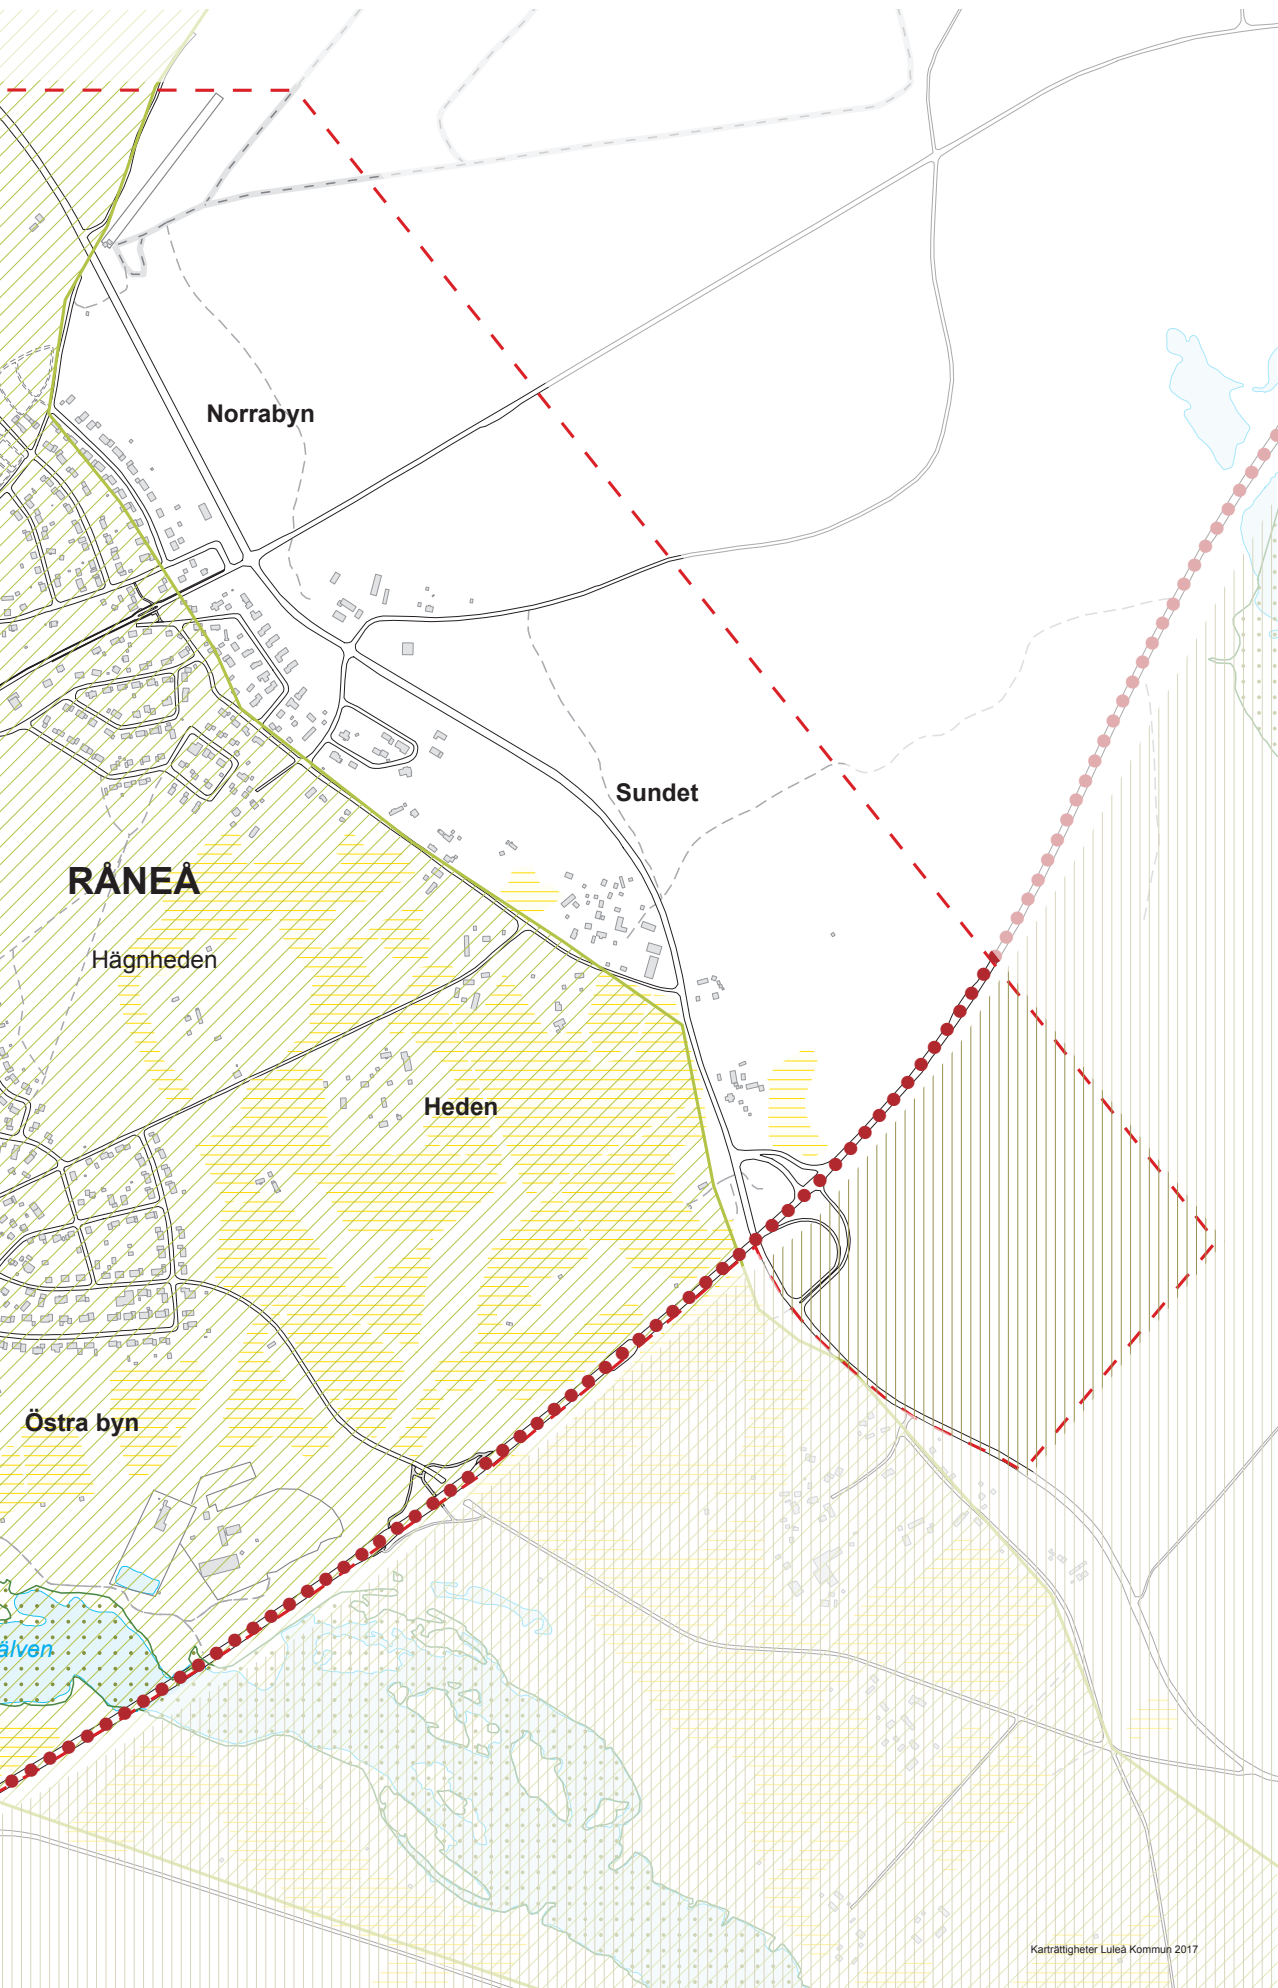 Norrabyn
Sundet
RÅNEÅ
Hägnheden
Heden
Östra byn
älven
Karträttigheter Luleå Kommun 2017